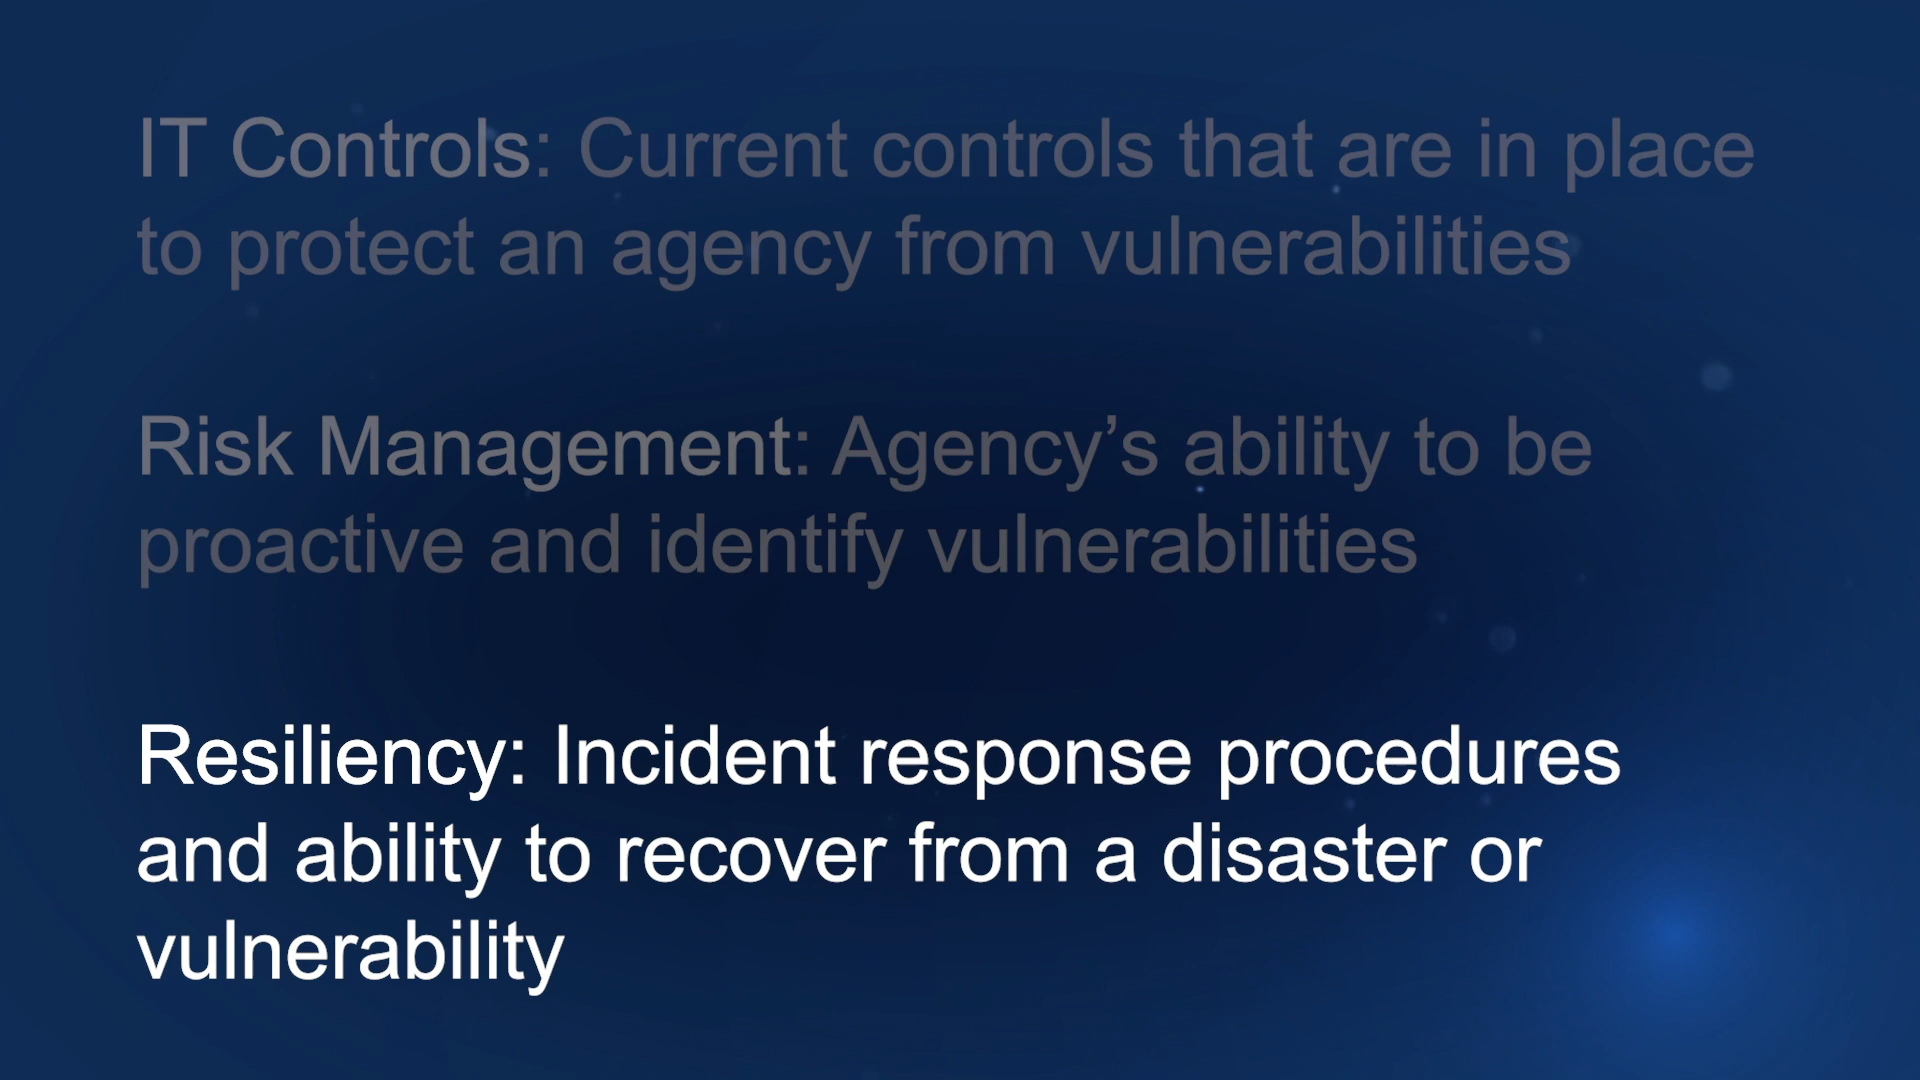 IT Controls: Current controls that are in place
to protect an agency from vulnerabilities
Risk Management: Agency’s ability to be
proactive and identify vulnerabilities
Resiliency: Incident response procedures
and ability to recover from a disaster or
vulnerability